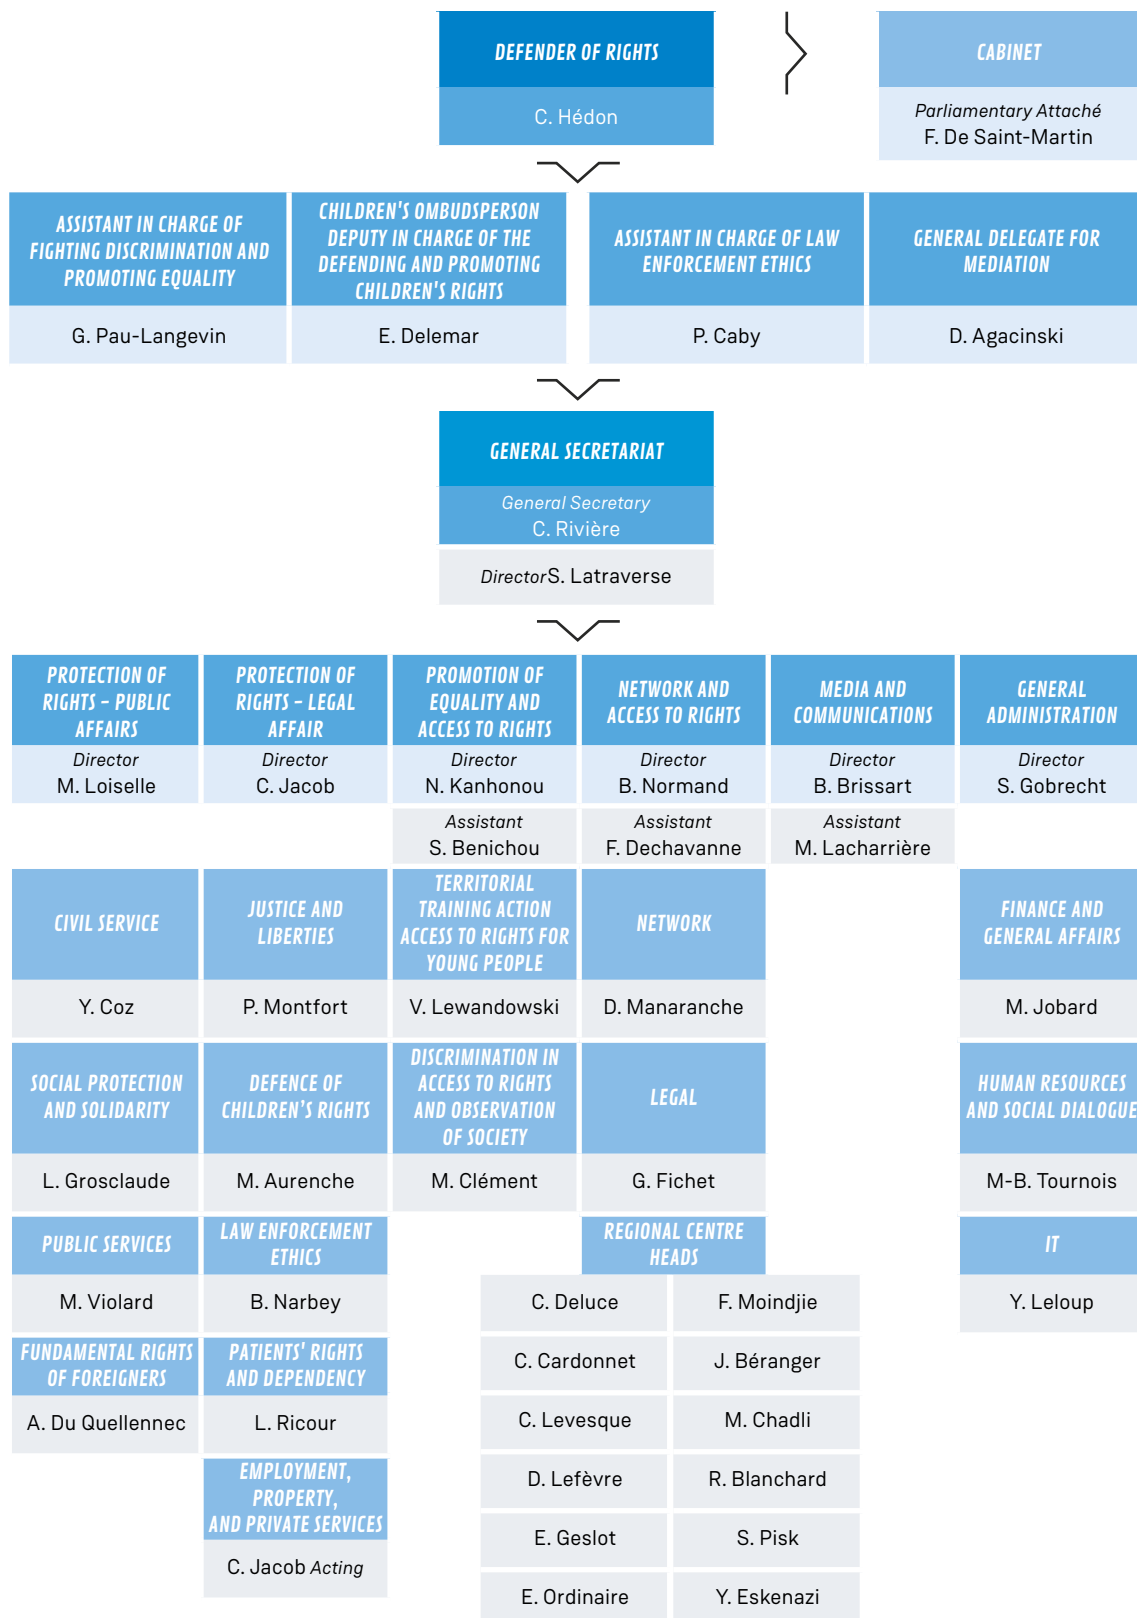 DEFENDER OF RIGHTS
C. Hédon
CABINET
Parliamentary Attaché
F. De Saint-Martin
ASSISTANT IN CHARGE OF
FIGHTING DISCRIMINATION AND
PROMOTING EQUALITY
G. Pau-Langevin
CHILDREN'S OMBUDSPERSON
DEPUTY IN CHARGE OF THE
DEFENDING AND PROMOTING
CHILDREN'S RIGHTS
E. Delemar
ASSISTANT IN CHARGE OF LAW
ENFORCEMENT ETHICS
P. Caby
GENERAL DELEGATE FOR
MEDIATION
D. Agacinski
GENERAL SECRETARIAT
General Secretary
C. Rivière
DirectorS. Latraverse
PROTECTION OF
RIGHTS – PUBLIC
AFFAIRS
Director
M. Loiselle
CIVIL SERVICE
Y. Coz
SOCIAL PROTECTION
AND SOLIDARITY
L. Grosclaude
PUBLIC SERVICES
M. Violard
FUNDAMENTAL RIGHTS
OF FOREIGNERS
A. Du Quellennec
PROTECTION OF
RIGHTS – LEGAL
AFFAIR
Director
C. Jacob
JUSTICE AND
LIBERTIES
P. Montfort
DEFENCE OF
CHILDREN’S RIGHTS
M. Aurenche
LAW ENFORCEMENT
ETHICS
B. Narbey
PATIENTS' RIGHTS
AND DEPENDENCY
L. Ricour
EMPLOYMENT,
PROPERTY,
AND PRIVATE SERVICES
C. Jacob Acting
PROMOTION OF
EQUALITY AND
ACCESS TO RIGHTS
Director
N. Kanhonou
Assistant
S. Benichou
TERRITORIAL
TRAINING ACTION
ACCESS TO RIGHTS FOR
YOUNG PEOPLE
V. Lewandowski
DISCRIMINATION IN
ACCESS TO RIGHTS
AND OBSERVATION
OF SOCIETY
M. Clément
NETWORK AND
ACCESS TO RIGHTS
Director
B. Normand
Assistant
F. Dechavanne
NETWORK
D. Manaranche
LEGAL
G. Fichet
REGIONAL CENTRE
HEADS
C. Deluce
F. Moindjie
C. Cardonnet
J. Béranger
C. Levesque
M. Chadli
D. Lefèvre
R. Blanchard
E. Geslot
S. Pisk
E. Ordinaire
Y. Eskenazi
MEDIA AND
COMMUNICATIONS
Director
B. Brissart
Assistant
M. Lacharrière
GENERAL
ADMINISTRATION
Director
S. Gobrecht
FINANCE AND
GENERAL AFFAIRS
M. Jobard
HUMAN RESOURCES
AND SOCIAL DIALOGUE
M-B. Tournois
IT
Y. Leloup